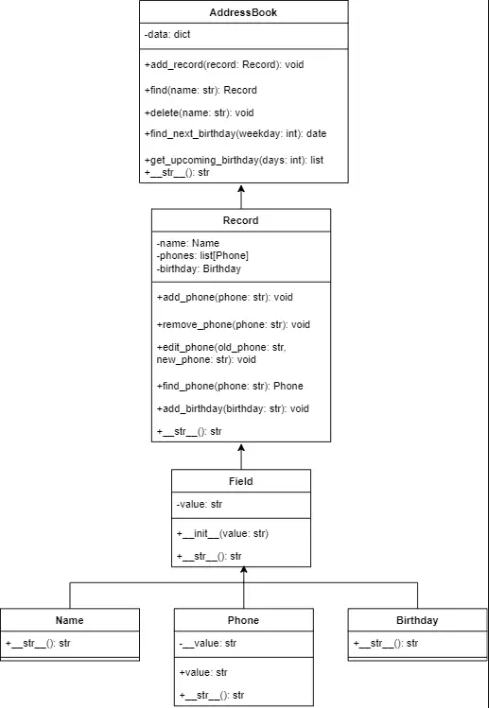 AddressBook
-data: dict
+add_record(record: Record): void
+find(name: str): Record
+delete(name: str): void
+find_next_birthday(weekday: int): date
+get_upcoming_birthday(days: int): list
+__str__(): str
Record
-name: Name
-phones: list[Phone]
-birthday: Birthday
+add_phone(phone: str): void
+remove_phone(phone: str): void
+edit_phone(old_phone: str,
new_phone: str): void
+find_phone(phone: str): Phone
+add_birthday(birthday: str): void
+__str__(): str
Field
-value: str
+__init__(value: str)
+__str__(): str
Name
+__str__(): str
Phone
-__value: str
+value: str
+__str__(): str
Birthday
+__str__(): str